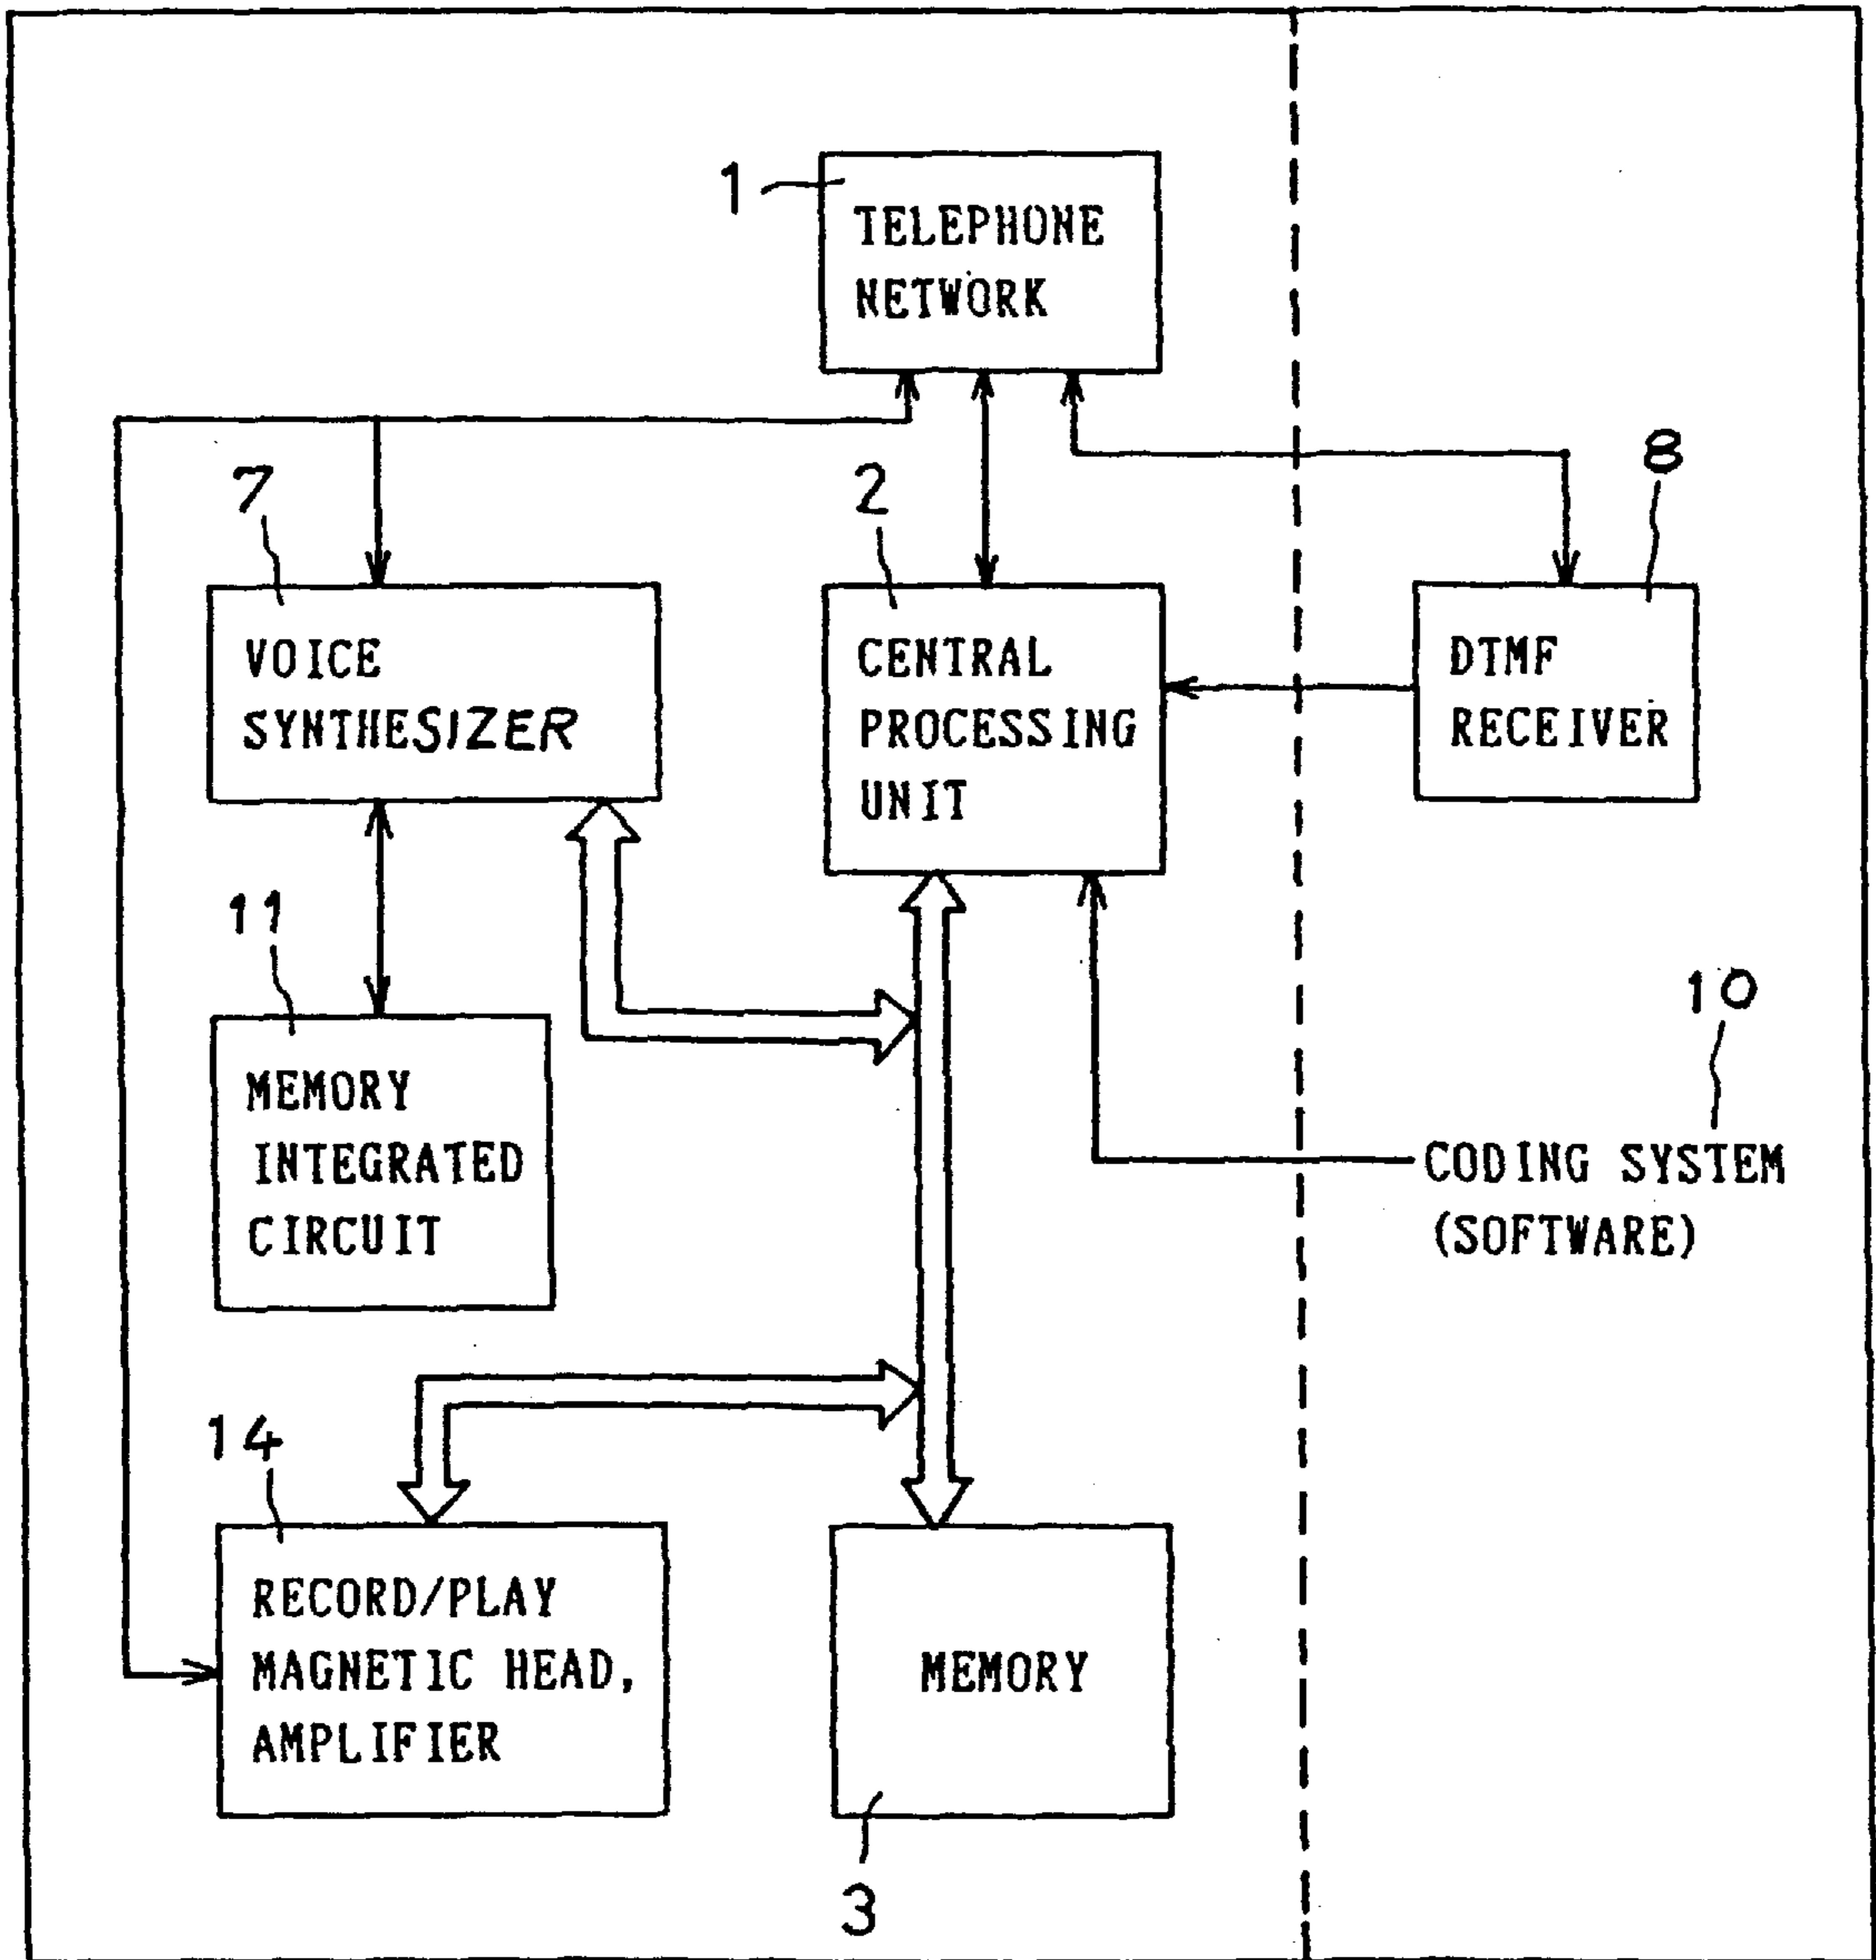 1
TELEPHONE
NETWORK
7
2
8
VOICE
SYNTHESIZER
CENTRAL
PROCESSING
UNIT
DTMF
RECEIVER
11
10
MEMORY
INTEGRATED
CIRCUIT
CODING SYSTEM
(SOFTWARE)
14
RECORD/PLAY
MAGNETIC HEAD,
AMPLIFIER
MEMORY
3